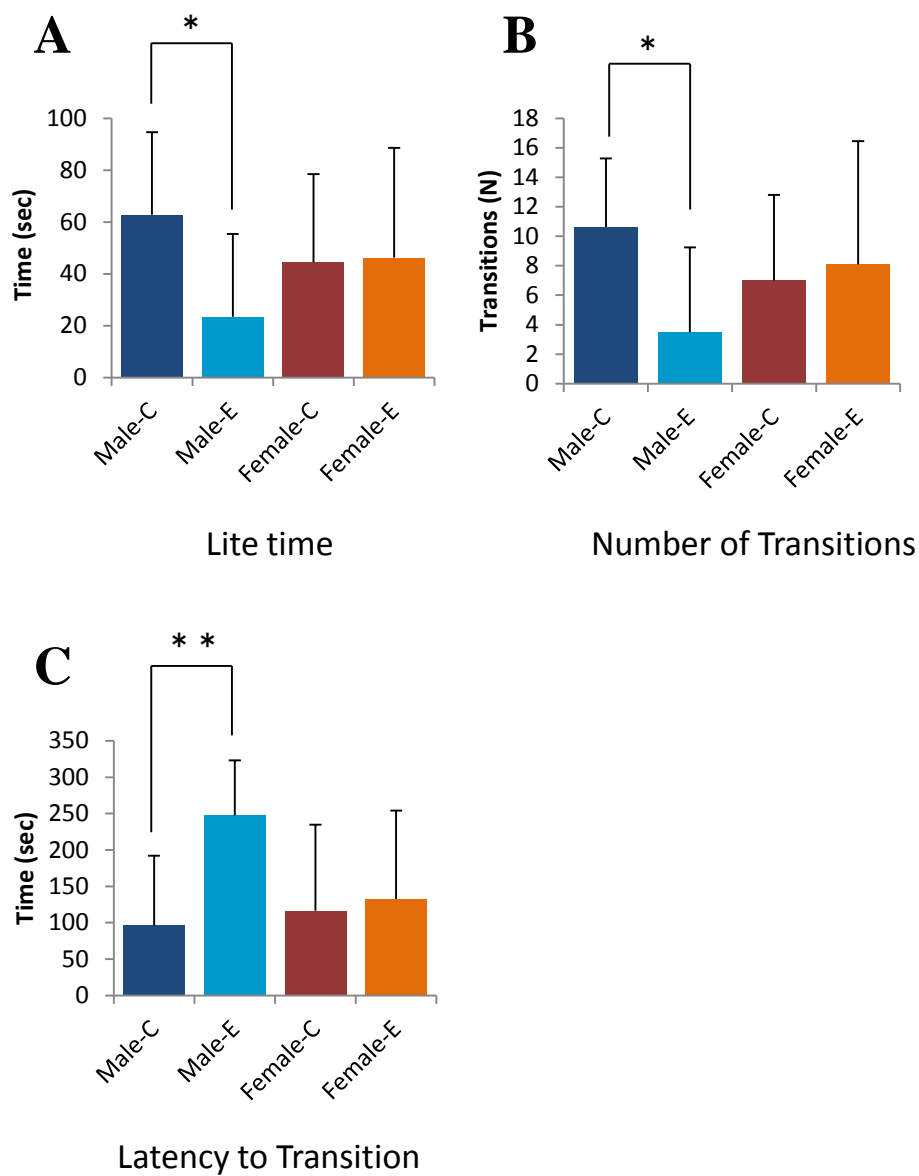 A
*
Time (sec)
100
80
60
40
20
0
Male-C
Male-E
Female-C
Female-E
Lite time
B
*
Transitions (N)
18
16
14
12
10
8
6
4
2
0
Male-C
Male-E
Female-C
Female-E
Number of Transitions
C
* *
Time (sec)
350
300
250
200
150
100
50
0
Male-C
Male-E
Female-C
Female-E
Latency to Transition